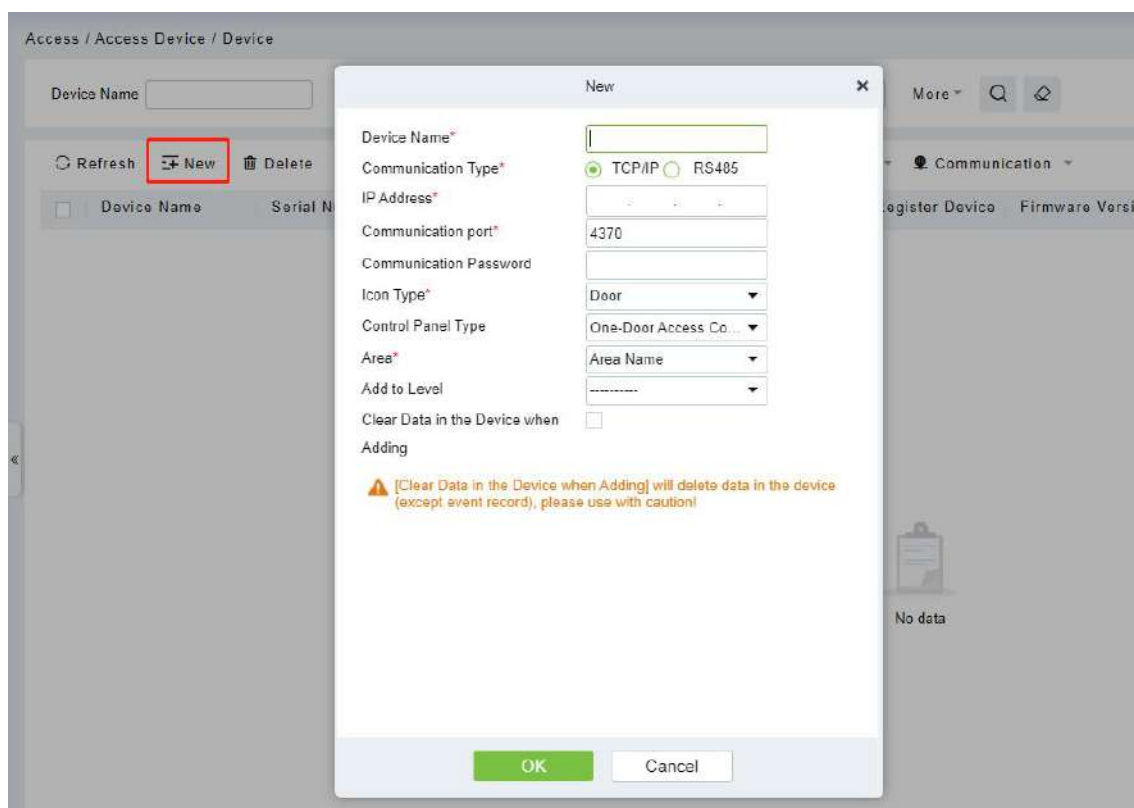 Access / Access Device / Device
Device Name
More
Refresh
New
Delete
Communication
Device Name
Serial N
egister Device
Firmware Versi
New
Device Name*
Communication Type*
TCP/IP
RS485
IP Address*
Communication port*
4370
Communication Password
Icon Type*
Door
Control Panel Type
One-Door Access Co...
Area*
Area Name
Add to Level
----------
Clear Data in the Device when
Adding
[Clear Data in the Device when Adding] will delete data in the device
(except event record), please use with caution!
No data
OK
Cancel